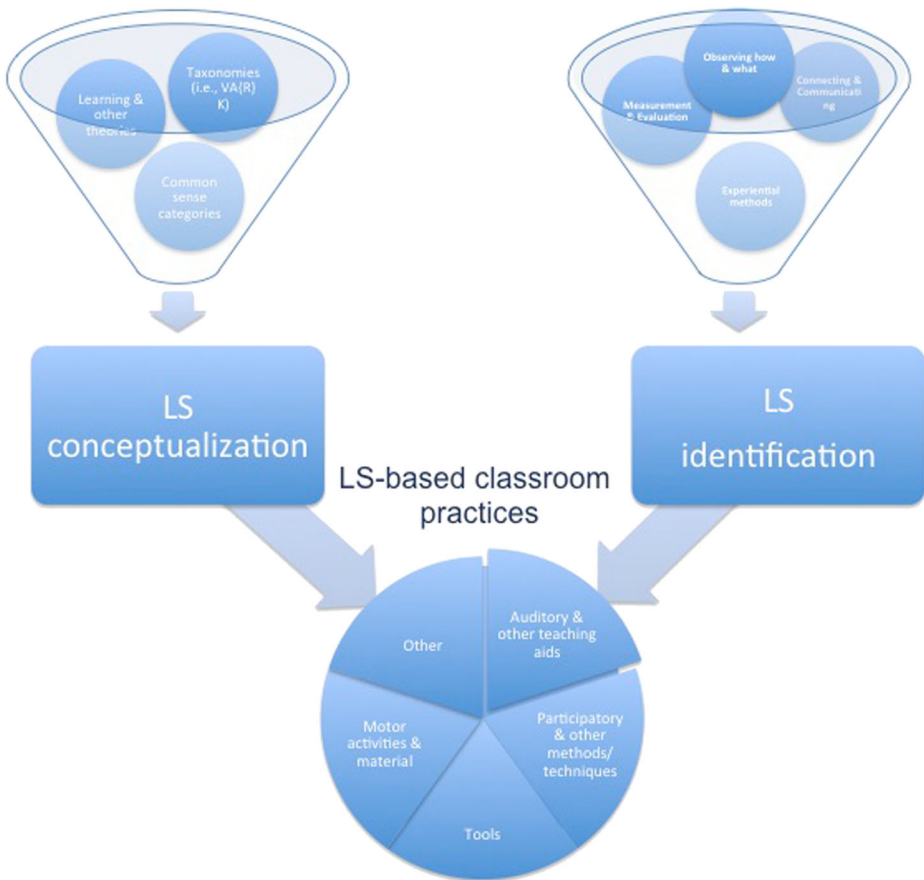 Learning &
other
theories
Taxonomies
(i.e., VA(R)
K)
Common
sense
categories
Observing how
& what
Measurement
& Evaluation
Connecting &
Communicati
ng
Experiential
methods
LS
conceptualization
LS
identification
LS-based classroom
practices
Other
Auditory &
other teaching
aids
Motor
activities &
material
Participatory
& other
methods/
techniques
Tools